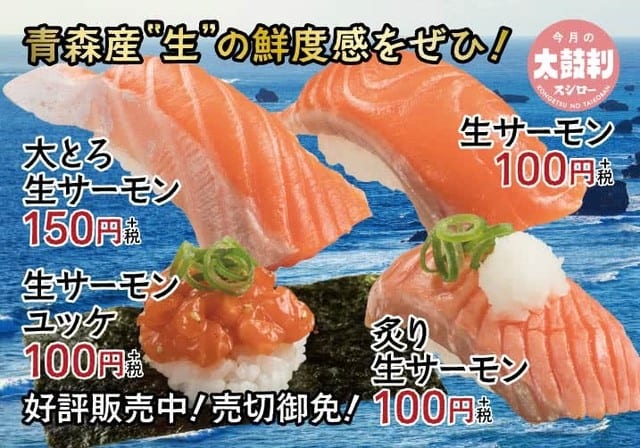 青森産"生"の鮮度感をぜひ!
今月の
太鼓判
スシロー
KONGETSU NO TAIKOBAN
大とろ
生サーモン
150円+税
生サーモン
100円+税
生サーモン
ユッケ
100円+税
炙り
生サーモン
100円+税
好評販売中!売切御免!